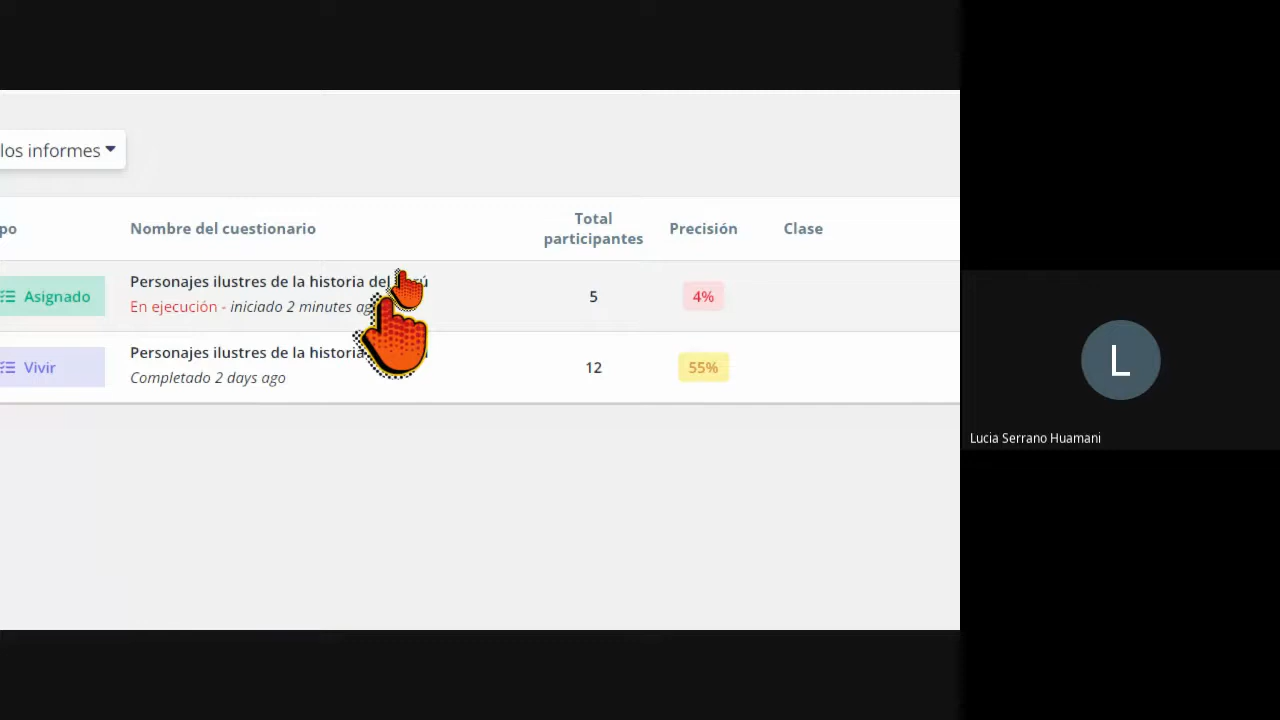 los informes
po
Nombre del cuestionario
Total
participantes
Precisión
Clase
Asignado
Personajes ilustres de la historia del
En ejecución - iniciado 2 minutes
5
4%
Vivir
Personajes ilustres de la historia
Completado 2 days ago
12
55%
L
Lucia Serrano Huamani